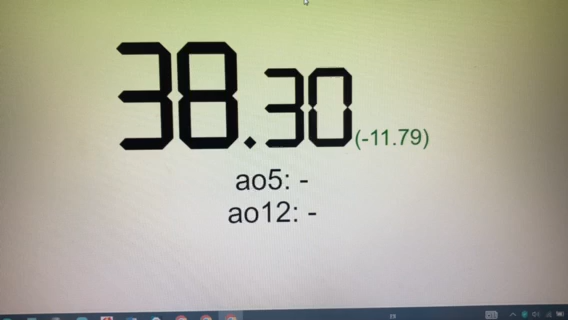 38.30 (-11.79)
ao5: -
ao12: -